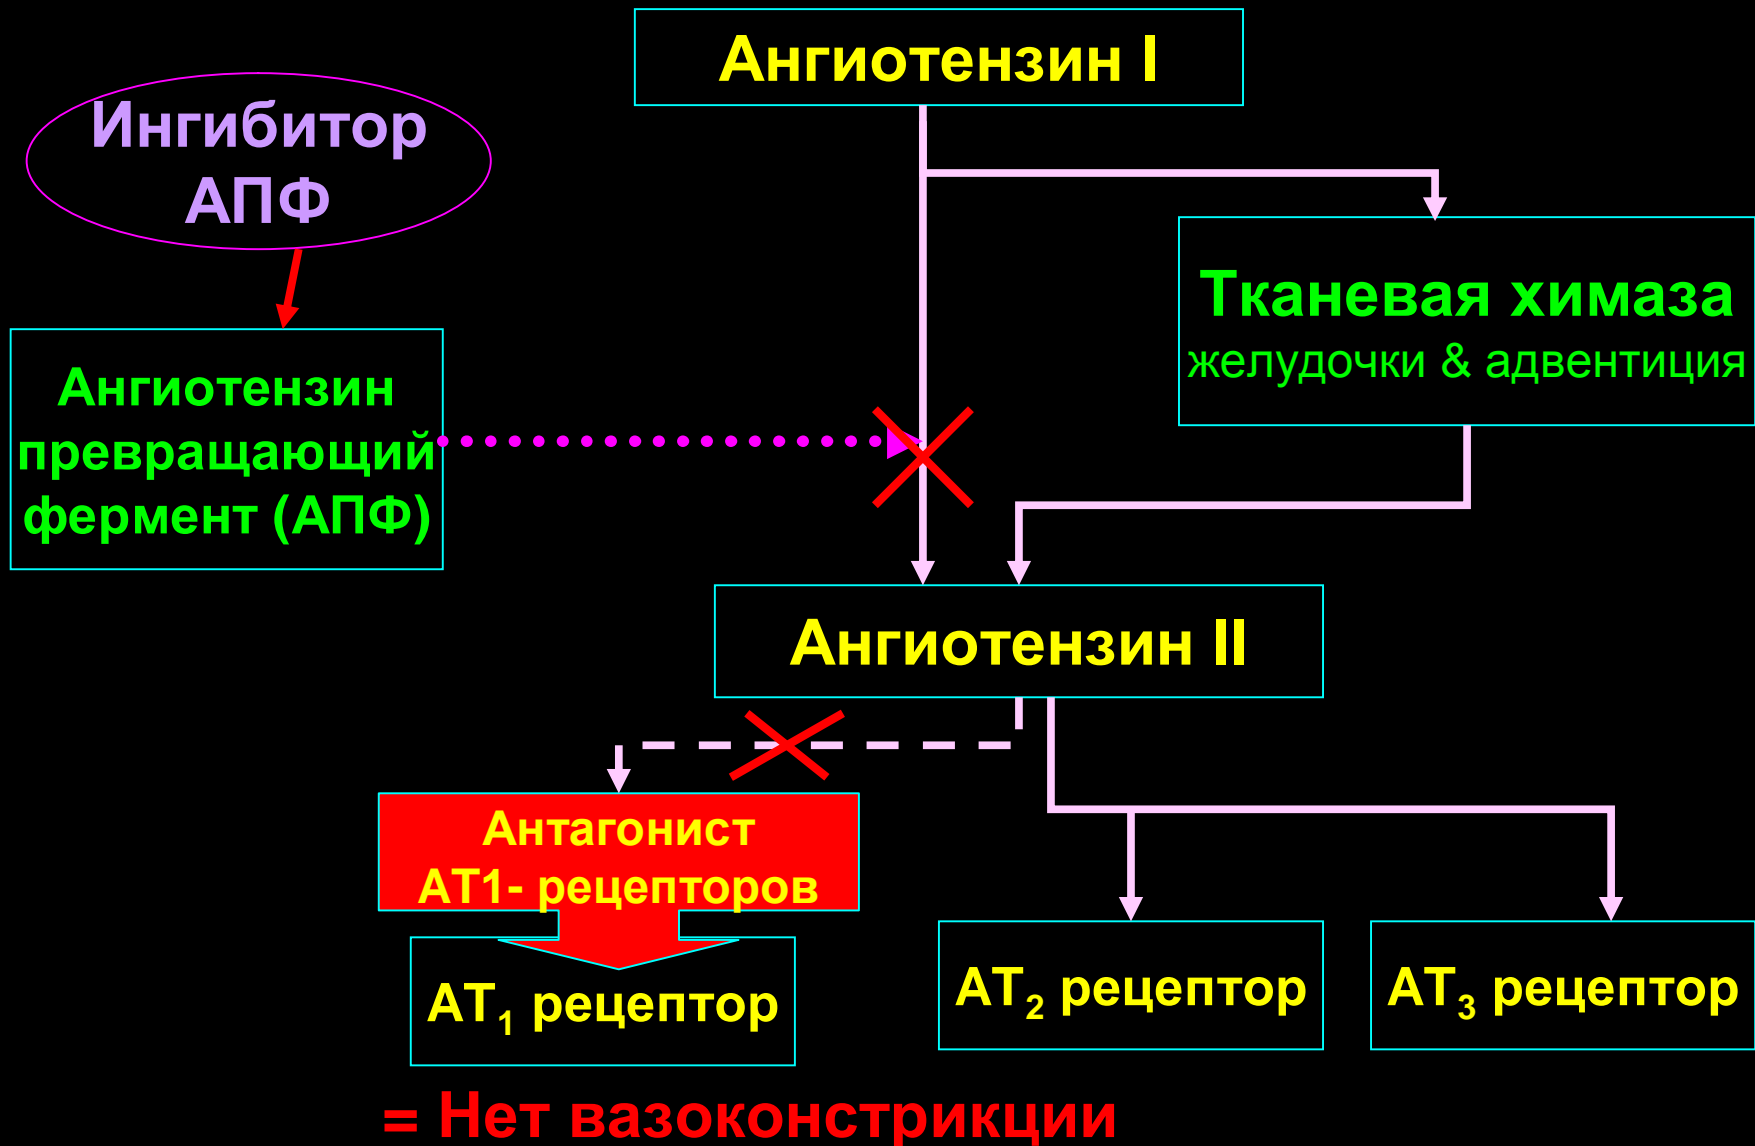 Ангиотензин I
Ингибитор
АПФ
Тканевая химаза
желудочки & адвентиция
Ангиотензин
превращающий
фермент (АПФ)
Ангиотензин II
Антагонист
АТ1- рецепторов
АТ₁ рецептор
АТ₂ рецептор
АТ₃ рецептор
= Нет вазоконстрикции